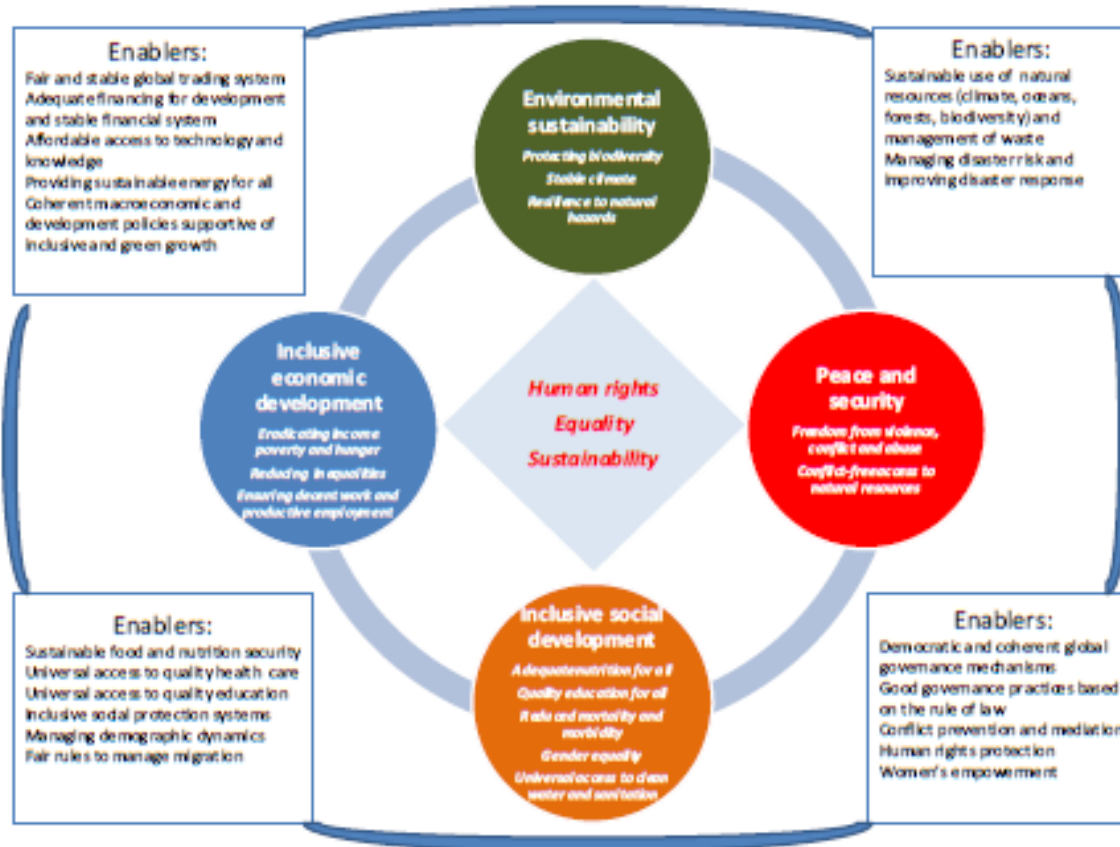 Enablers:
Fair and stable global trading system
Adequate financing for development
and stable financial system
Affordable access to technology and
knowledge
Providing sustainable energy for all
Coherent macroeconomic and
development policies supportive of
inclusive and green growth
Environmental
sustainability
Protecting biodiversity
Stable climate
Resilience to natural
hazards
Enablers:
Sustainable use of natural
resources (climate, oceans,
forests, biodiversity) and
management of waste
Managing disaster risk and
improving disaster response
Inclusive
economic
development
Eradicating income
poverty and hunger
Reducing inequalities
Ensuring decent work and
productive employment
Human rights
Equality
Sustainability
Peace and
security
Freedom from violence,
conflict and abuse
Conflict-free access to
natural resources
Enablers:
Sustainable food and nutrition security
Universal access to quality health care
Universal access to quality education
Inclusive social protection systems
Managing demographic dynamics
Fair rules to manage migration
Inclusive social
development
Adequate nutrition for all
Quality education for all
Reduced mortality and
morbidity
Gender equality
Universal access to clean
water and sanitation
Enablers:
Democratic and coherent global
governance mechanisms
Good governance practices based
on the rule of law
Conflict prevention and mediation
Human rights protection
Women's empowerment